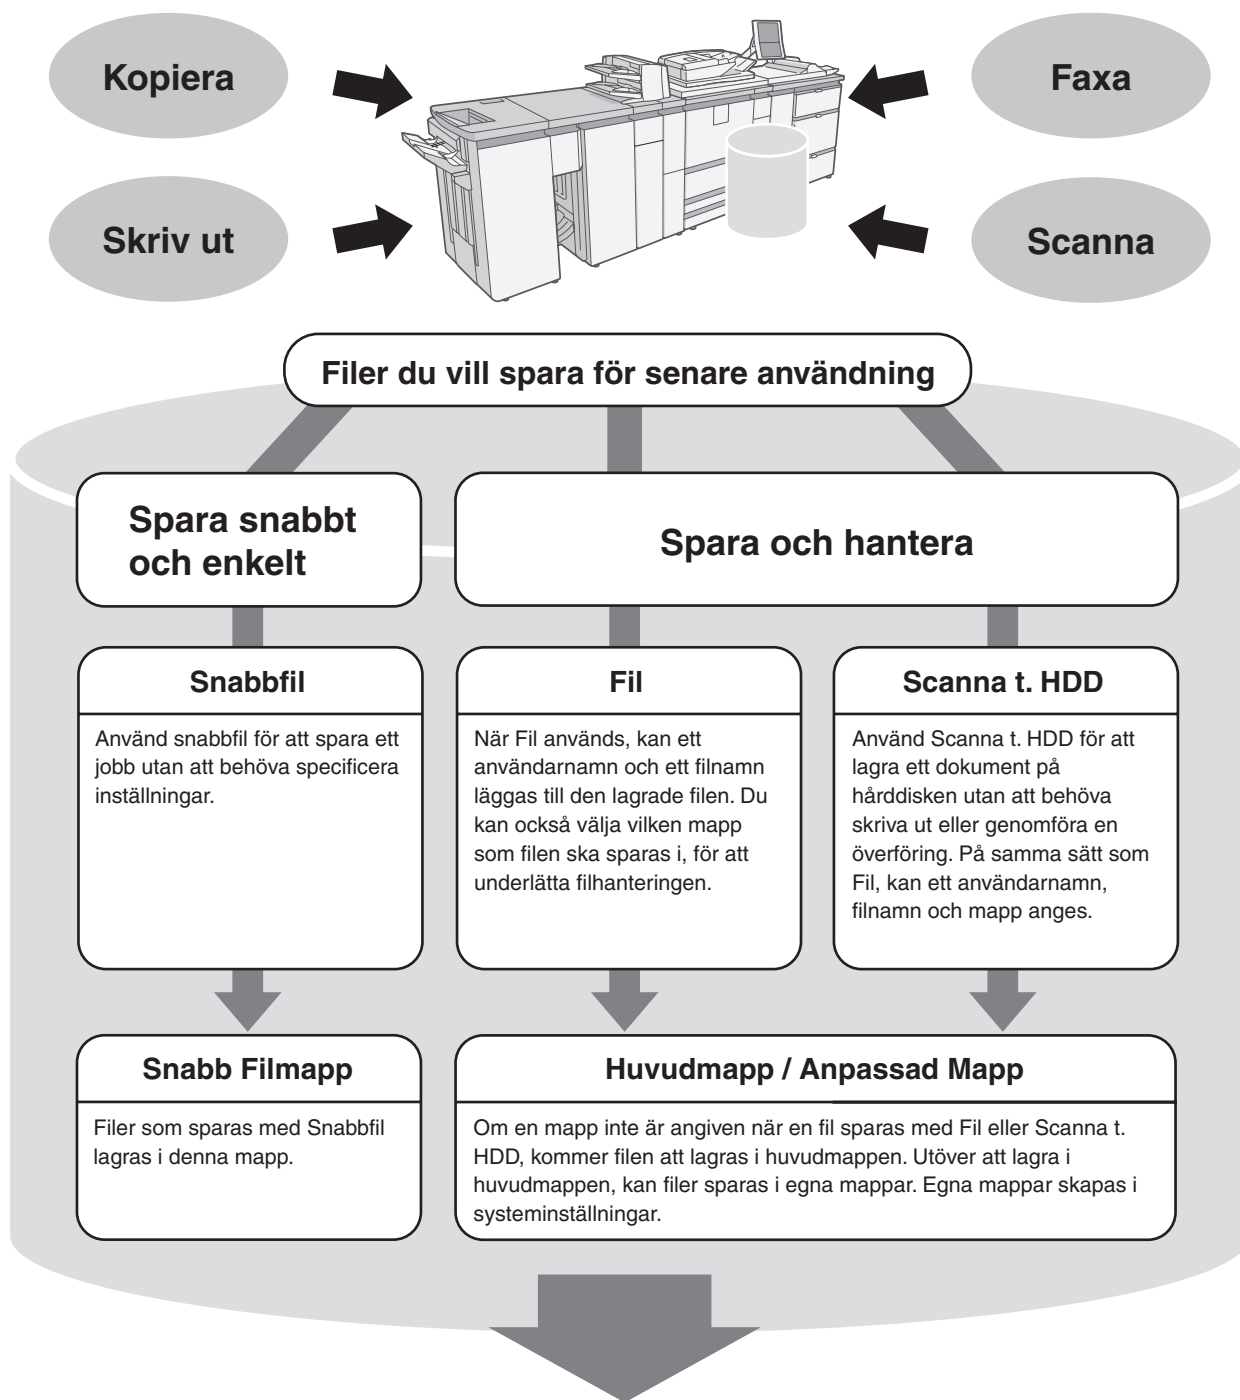 Kopiera
Faxa
Skriv ut
Scanna
Filer du vill spara för senare användning
Spara snabbt
och enkelt
Spara och hantera
Snabbfil
Använd snabbfil för att spara ett
jobb utan att behöva specificera
inställningar.
Fil
När Fil används, kan ett
användarnamn och ett filnamn
läggas till den lagrade filen. Du
kan också välja vilken mapp
som filen ska sparas i, för att
underlätta filhanteringen.
Scanna t. HDD
Använd Scanna t. HDD för att
lagra ett dokument på
hårddisken utan att behöva
skriva ut eller genomföra en
överföring. På samma sätt som
Fil, kan ett användarnamn,
filnamn och mapp anges.
Snabb Filmapp
Filer som sparas med Snabbfil
lagras i denna mapp.
Huvudmapp / Anpassad Mapp
Om en mapp inte är angiven när en fil sparas med Fil eller Scanna t.
HDD, kommer filen att lagras i huvudmappen. Utöver att lagra i
huvudmappen, kan filer sparas i egna mappar. Egna mappar skapas i
systeminställningar.